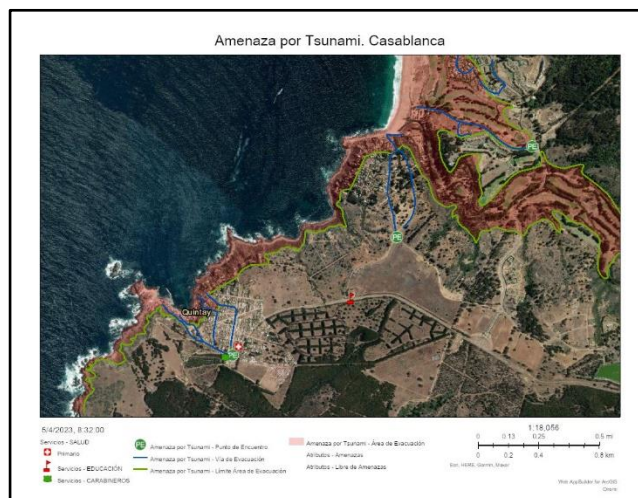 Amenaza por Tsunami. Casablanca
PE
PE
Quintay
PE
5/4/2023, 8:32:00
Servicios - SALUD
Primario
Servicios - EDUCACIÓN
Servicios - CARABINEROS
PE Amenaza por Tsunami - Punto de Encuentro
Amenaza por Tsunami - Vía de Evacuación
Amenaza por Tsunami - Límite Área de Evacuación
Amenaza por Tsunami - Área de Evacuación
Atributos - Amenazas
Atributos - Libre de Amenazas
1:18,056
0 0.13 0.25 0.5 mi
0 0.2 0.4 0.8 km
Esri, HERE, Garmin, Maxar
Web AppBuilder for ArcGIS